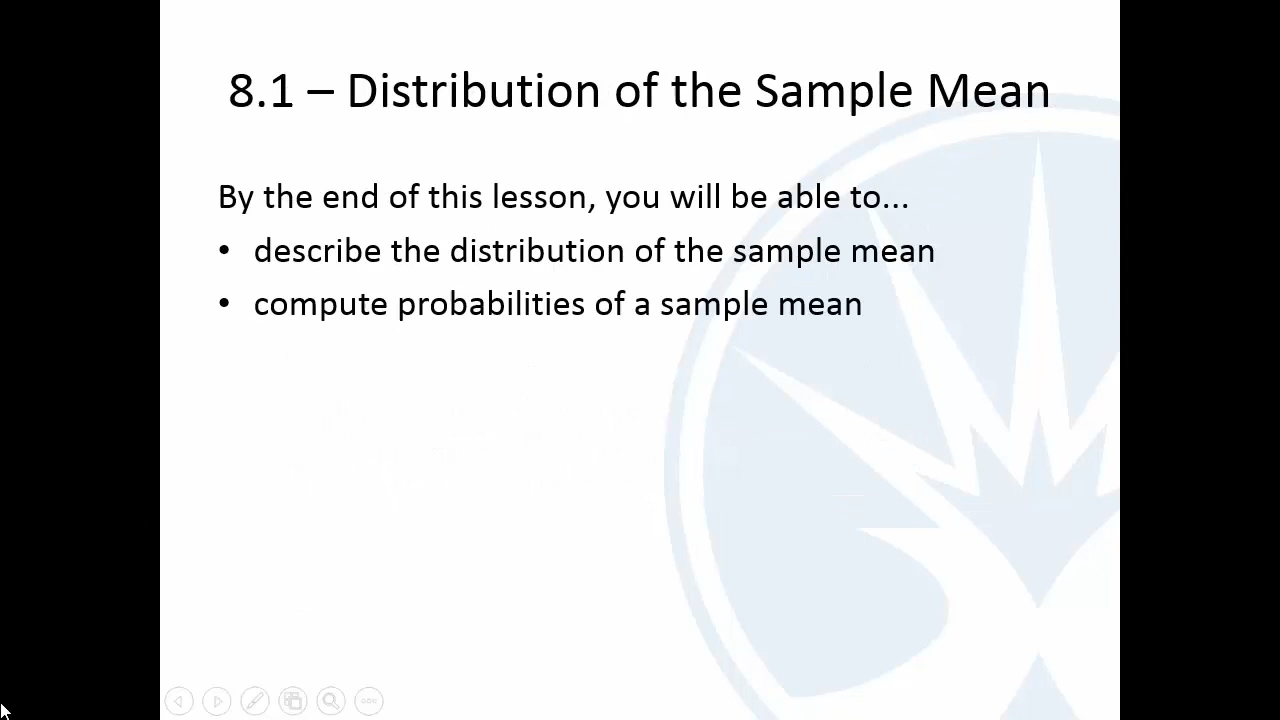 8.1 – Distribution of the Sample Mean
By the end of this lesson, you will be able to...
• describe the distribution of the sample mean
• compute probabilities of a sample mean